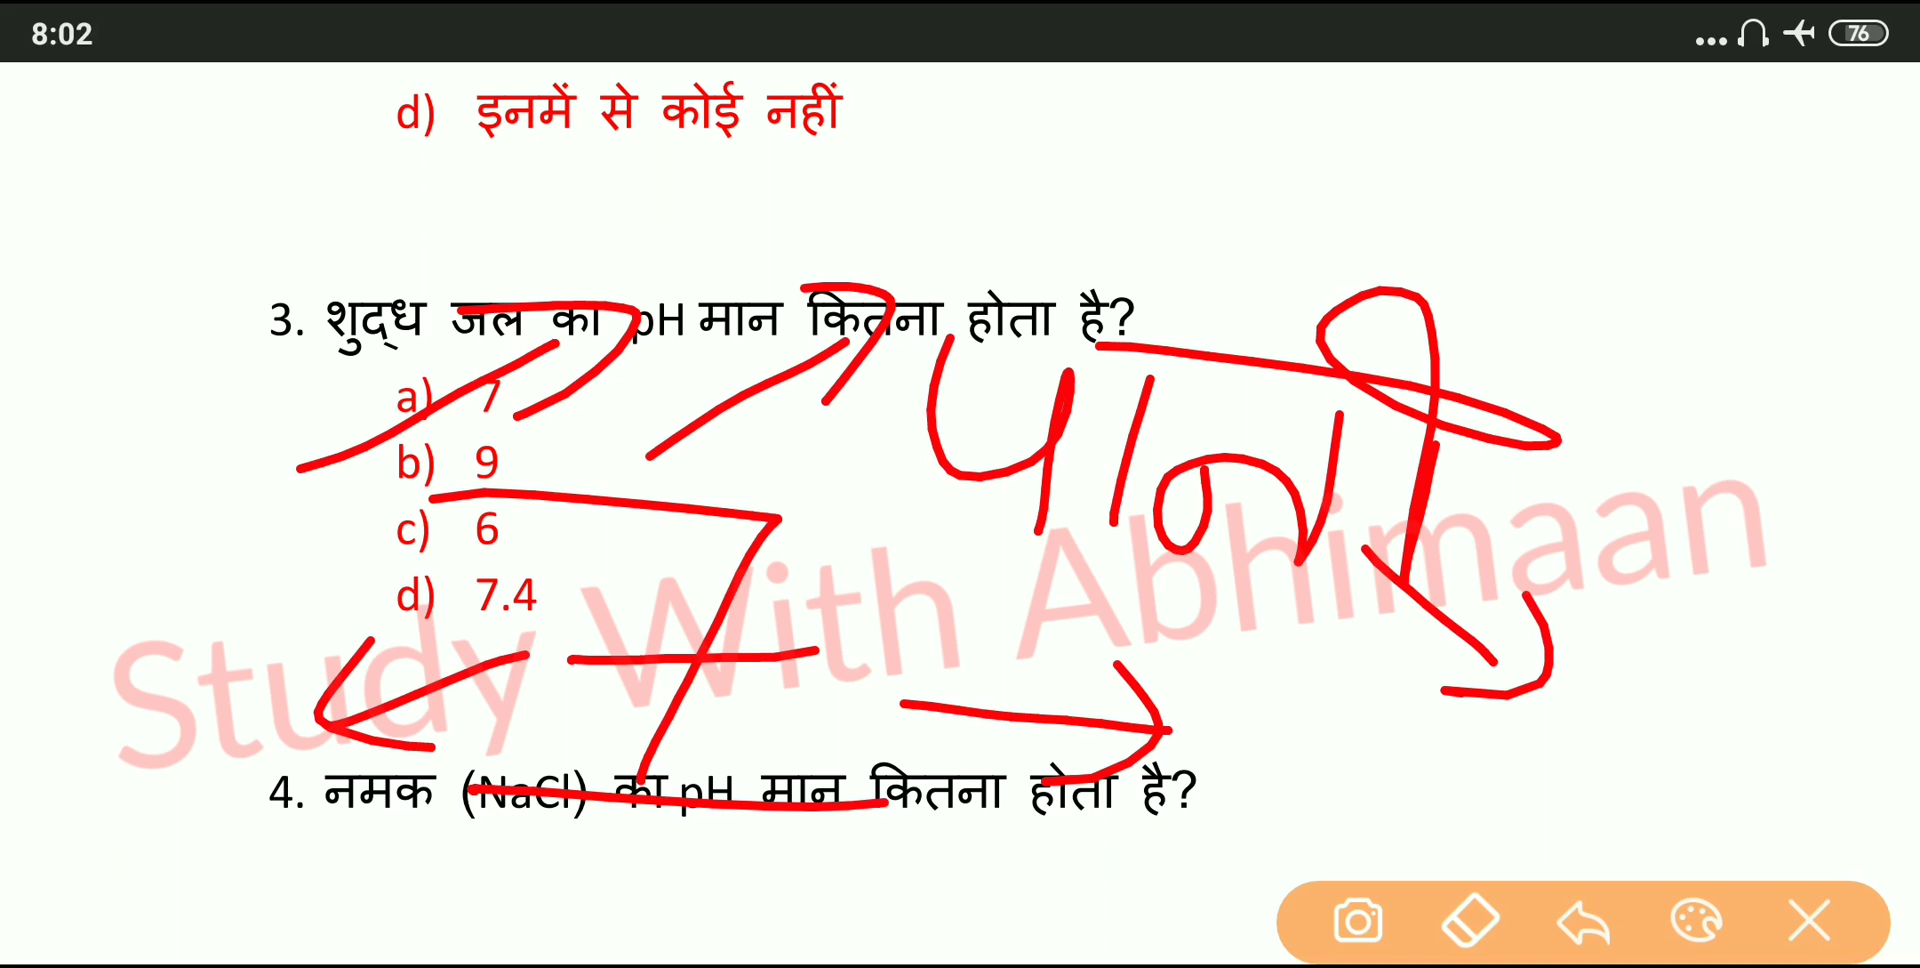 8:02
76
d) इनमें से कोई नहीं
3. शुद्ध जल का pH मान कितना होता है?
a) 7
b) 9
c) 6
d) 7.4
पानी
7
Study With Abhimaan
4. नमक (NaCl) का pH मान कितना होता है?